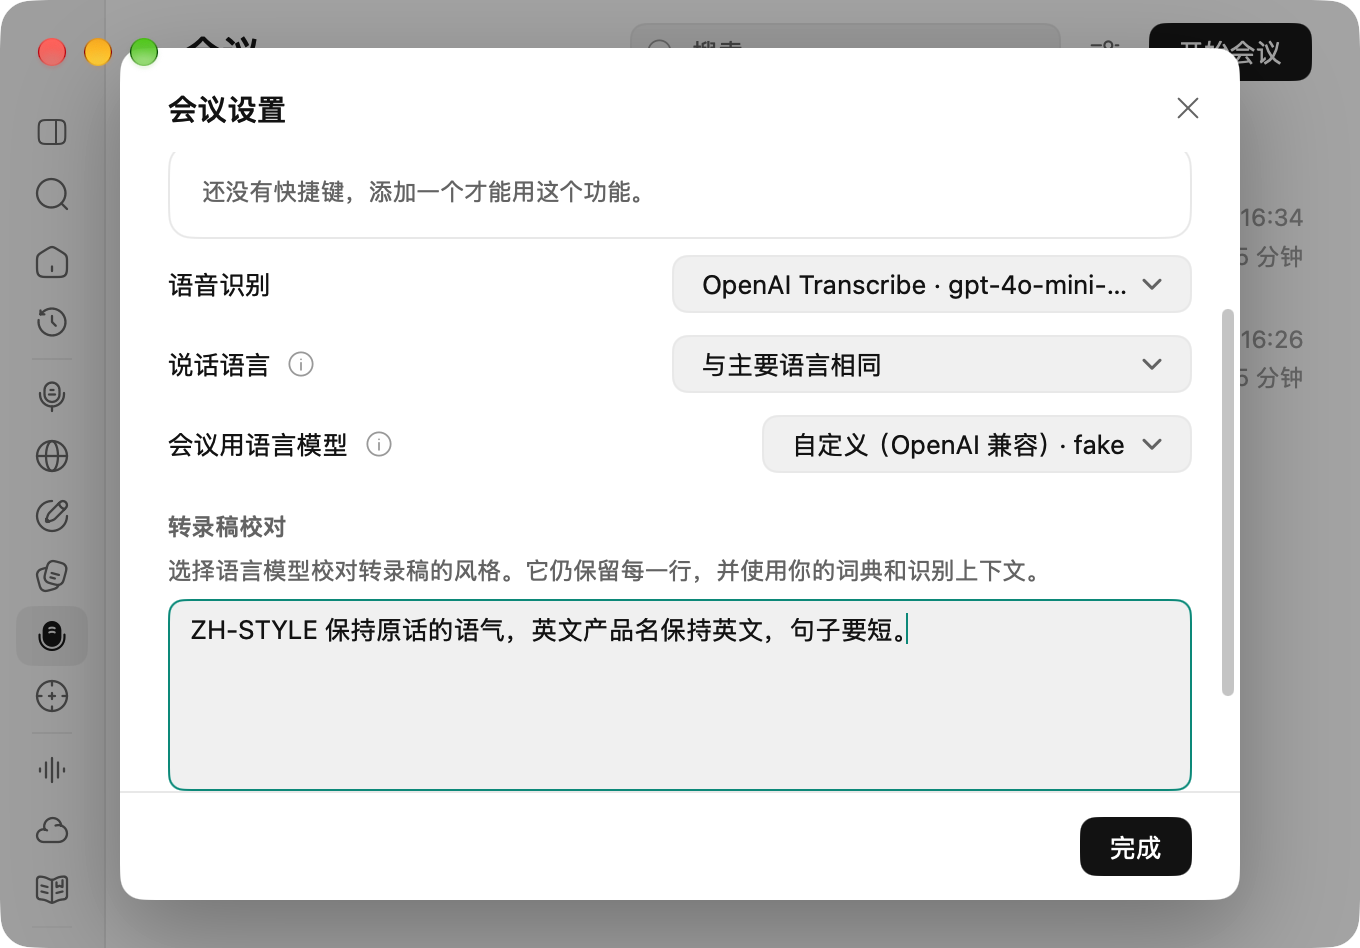 会议
搜索
开始会议
会议设置
还没有快捷键，添加一个才能用这个功能。
16:34
5 分钟
语音识别
OpenAI Transcribe · gpt-4o-mini-...
说话语言
与主要语言相同
16:26
5 分钟
会议用语言模型
自定义（OpenAI 兼容）· fake
转录稿校对
选择语言模型校对转录稿的风格。它仍保留每一行，并使用你的词典和识别上下文。
ZH-STYLE 保持原话的语气，英文产品名保持英文，句子要短。
完成